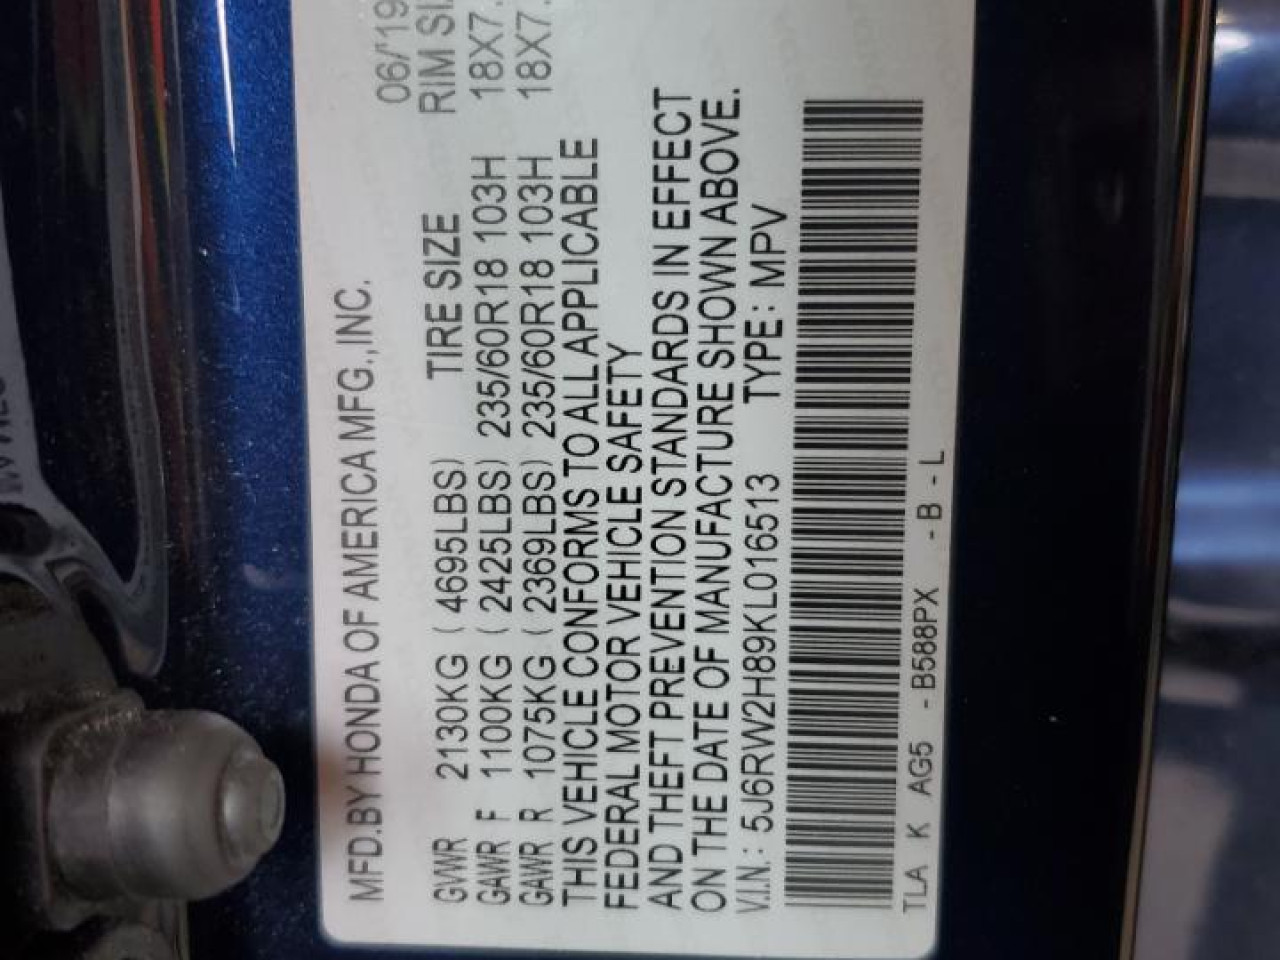 MFD.BY HONDA OF AMERICA MFG.,INC. 06/'19
TIRE SIZE RIM SIZ
GVWR 2130KG ( 4695LBS)
GAWR F 1100KG ( 2425LBS) 235/60R18 103H 18X7.
GAWR R 1075KG ( 2369LBS) 235/60R18 103H 18X7.
THIS VEHICLE CONFORMS TO ALL APPLICABLE
FEDERAL MOTOR VEHICLE SAFETY
AND THEFT PREVENTION STANDARDS IN EFFECT
ON THE DATE OF MANUFACTURE SHOWN ABOVE.
V.I.N.: 5J6RW2H89KL016513 TYPE: MPV
TLA K AG5 - B588PX - B - L